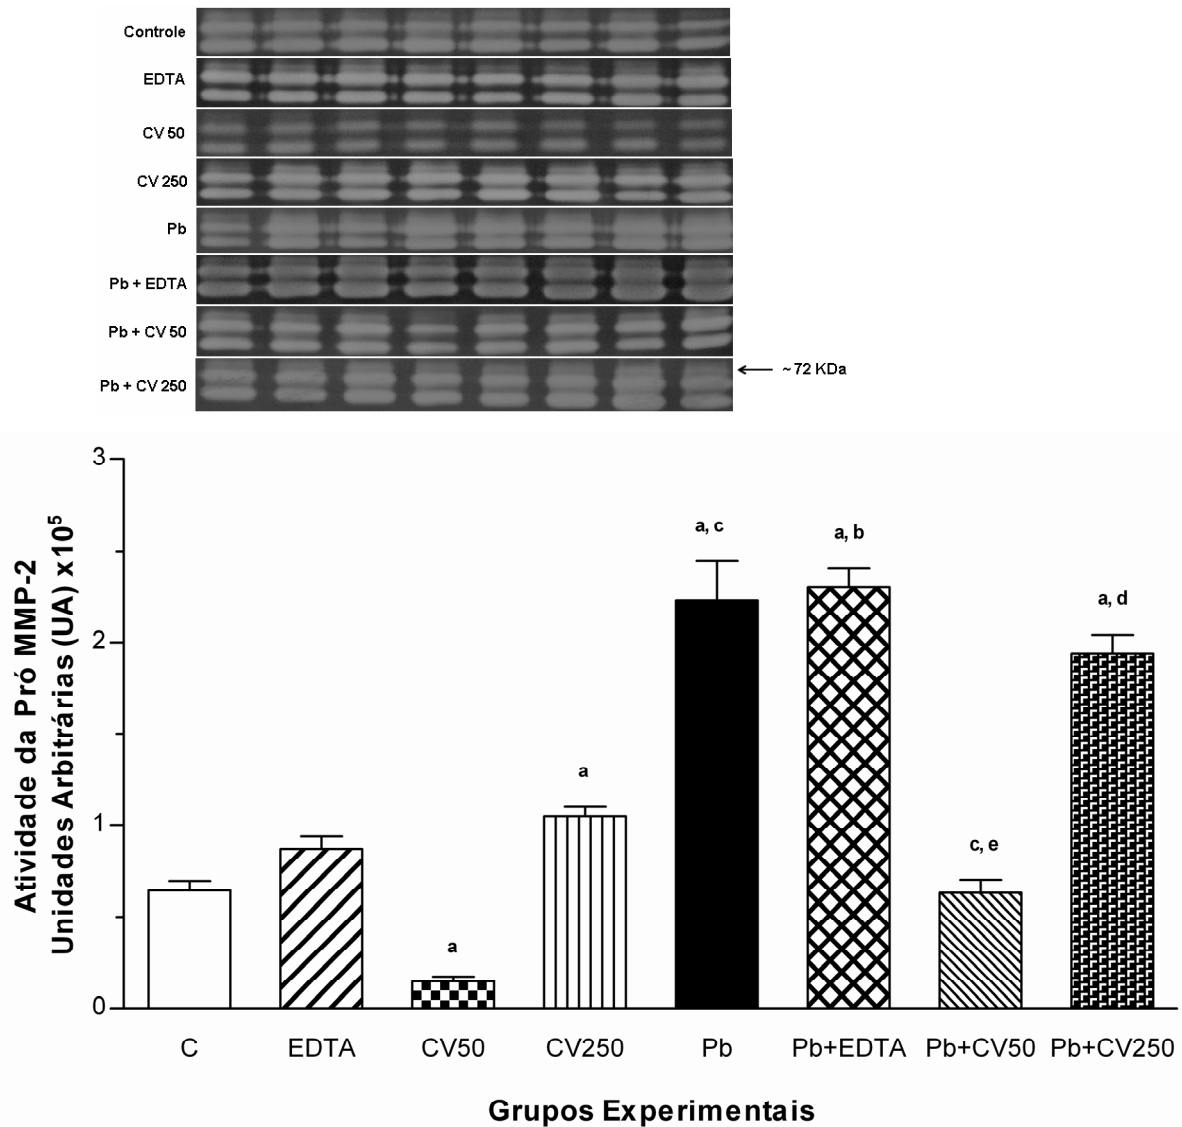 Controle
EDTA
CV 50
CV 250
Pb
Pb + EDTA
Pb + CV 50
Pb + CV 250
~72 KDa
Atividade da Pró MMP-2
Unidades Arbitrárias (UA) x10⁵
3
2
1
0
a
a
a, c
a, b
c, e
a, d
C EDTA CV50 CV250 Pb Pb+EDTA Pb+CV50 Pb+CV250
Grupos Experimentais